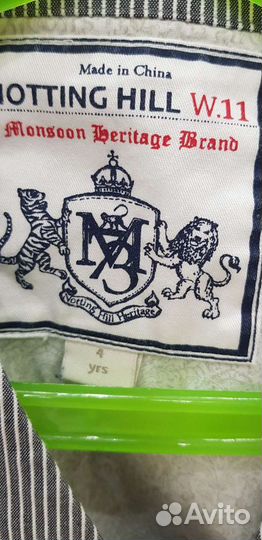 Made in China
NOTTING HILL W.11
Monsoon Heritage Brand
Notting Hill Heritage
4
yrs
Avito